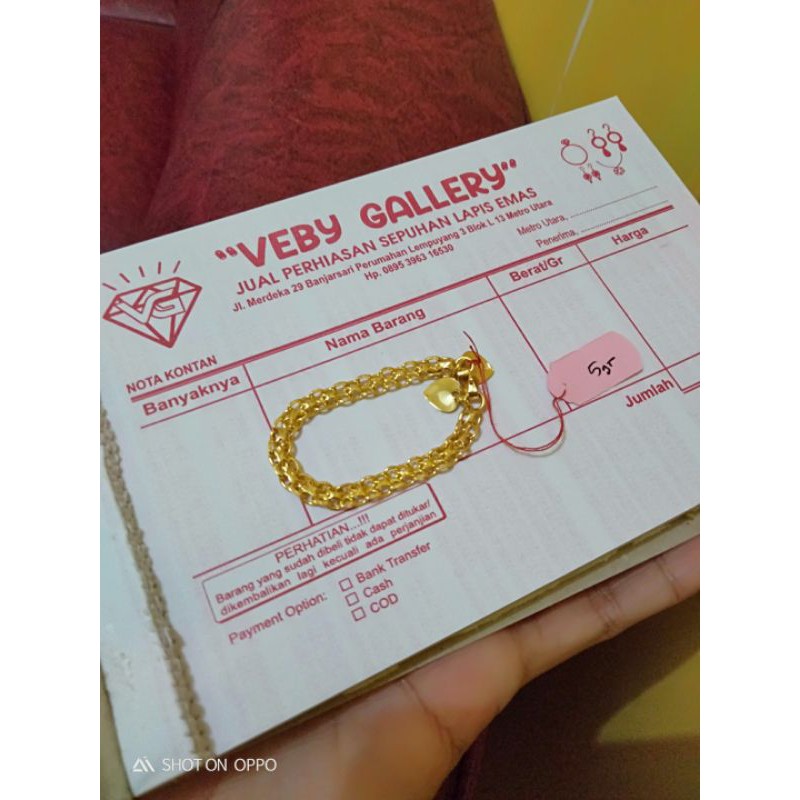 "VEBY GALLERY"
JUAL PERHIASAN SEPUHAN LAPIS EMAS
Jl. Merdeka 29 Banjarsari Perumahan Lempuyang 3 Blok L 13 Metro Utara
Hp. 0895 3963 16530
VG
Metro Utara, ....................
Penerima, ....................
NOTA KONTAN
Banyaknya
Nama Barang
Berat/Gr
Harga
5gr
Jumlah
PERHATIAN...!!!
Barang yang sudah dibeli tidak dapat ditukar/
dikembalikan lagi kecuali ada perjanjian
Payment Option:
Bank Transfer
Cash
COD
SHOT ON OPPO